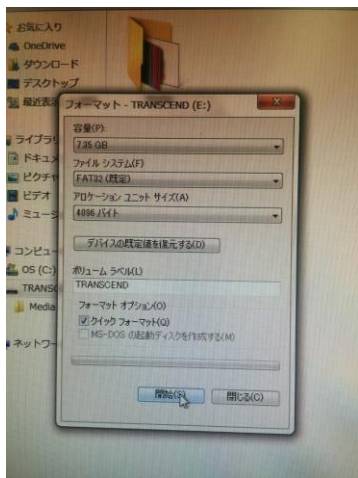 お気に入り
OneDrive
ダウンロード
デスクトップ
最近表示
フォーマット - TRANSCEND (E:)
容量(P):
7.35 GB
ファイル システム(F)
FAT32 (既定)
アロケーション ユニット サイズ(A)
4096 バイト
デバイスの既定値を復元する(D)
ボリューム ラベル(L)
TRANSCEND
フォーマット オプション(O)
クイック フォーマット(Q)
MS-DOS の起動ディスクを作成する(M)
開始(S)
閉じる(C)
ライブラリ
ドキュメ
ピクチャ
ビデオ
ミュージ
コンピュー
OS (C:)
TRANSC
Media
ネットワー